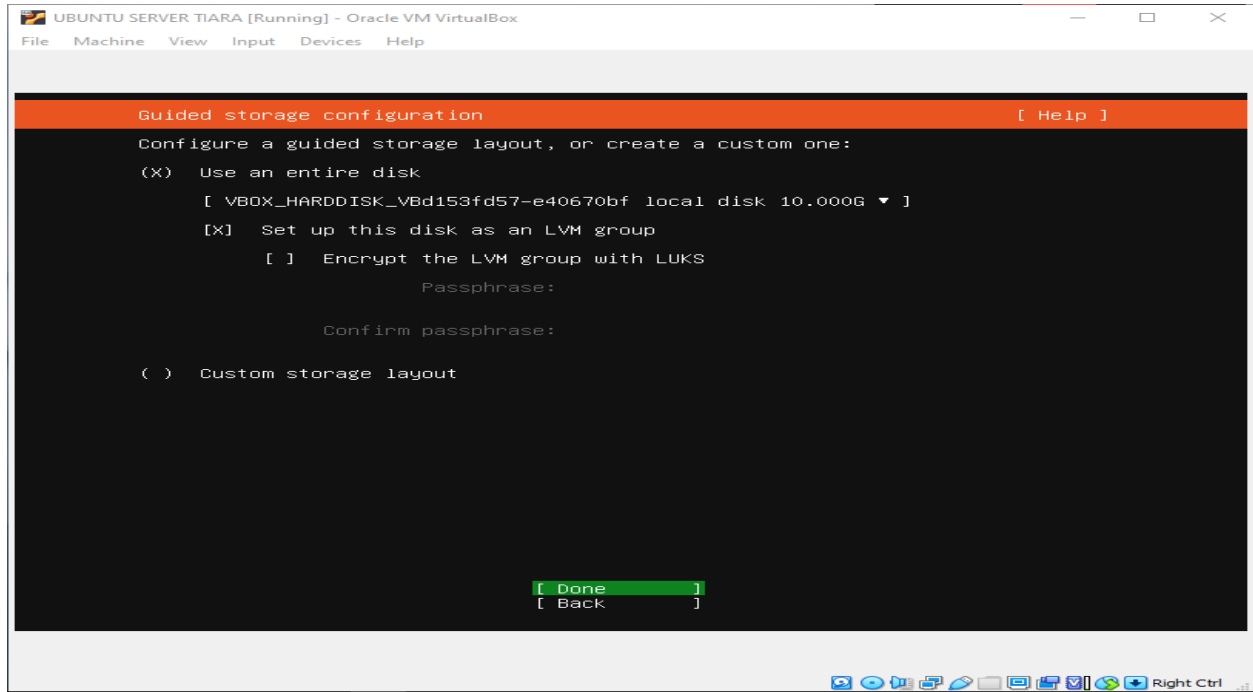 UBUNTU SERVER TIARA [Running] - Oracle VM VirtualBox
File Machine View Input Devices Help
Guided storage configuration [ Help ]
Configure a guided storage layout, or create a custom one:
(X) Use an entire disk
[ VBOX_HARDDISK_VBd153fd57-e40670bf local disk 10.000G ▾ ]
[X] Set up this disk as an LVM group
[ ] Encrypt the LVM group with LUKS
Passphrase:
Confirm passphrase:
( ) Custom storage layout
[ Done ]
[ Back ]
Right Ctrl